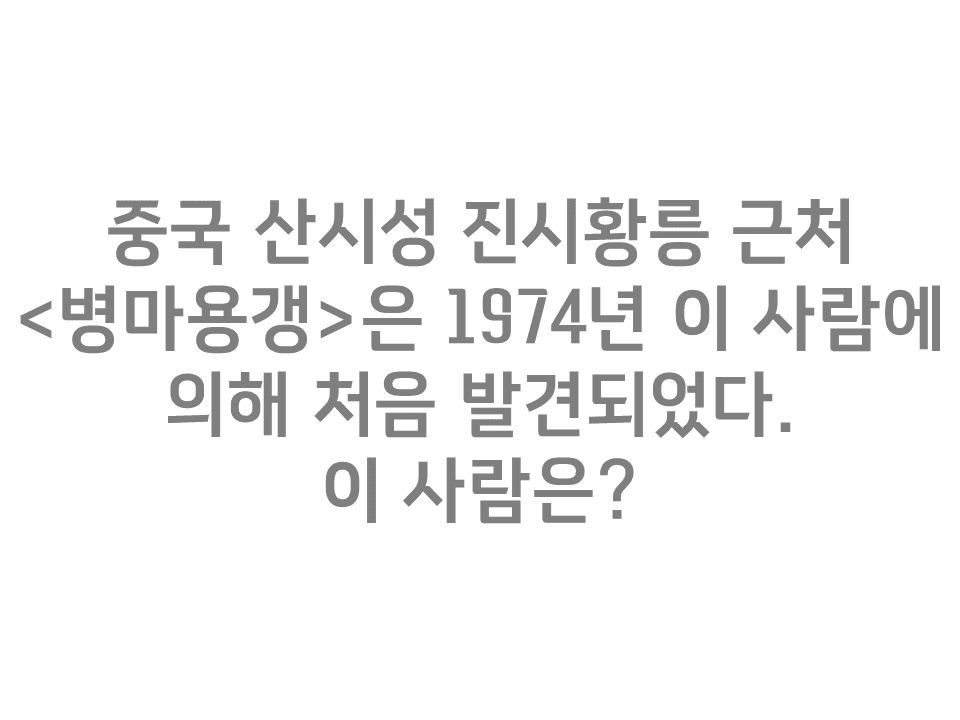 중국 산시성 진시황릉 근처
<병마용갱>은 1974년 이 사람에
의해 처음 발견되었다.
이 사람은?